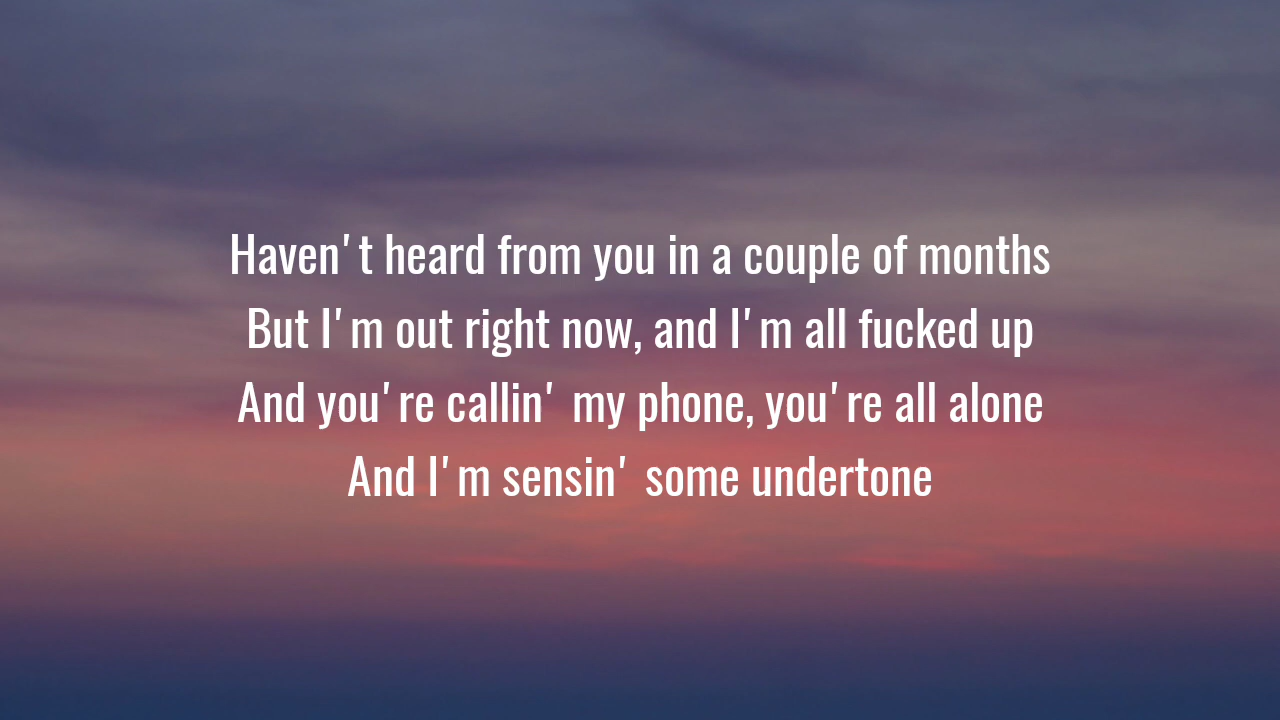 Haven't heard from you in a couple of months
But I'm out right now, and I'm all fucked up
And you're callin' my phone, you're all alone
And I'm sensin' some undertone